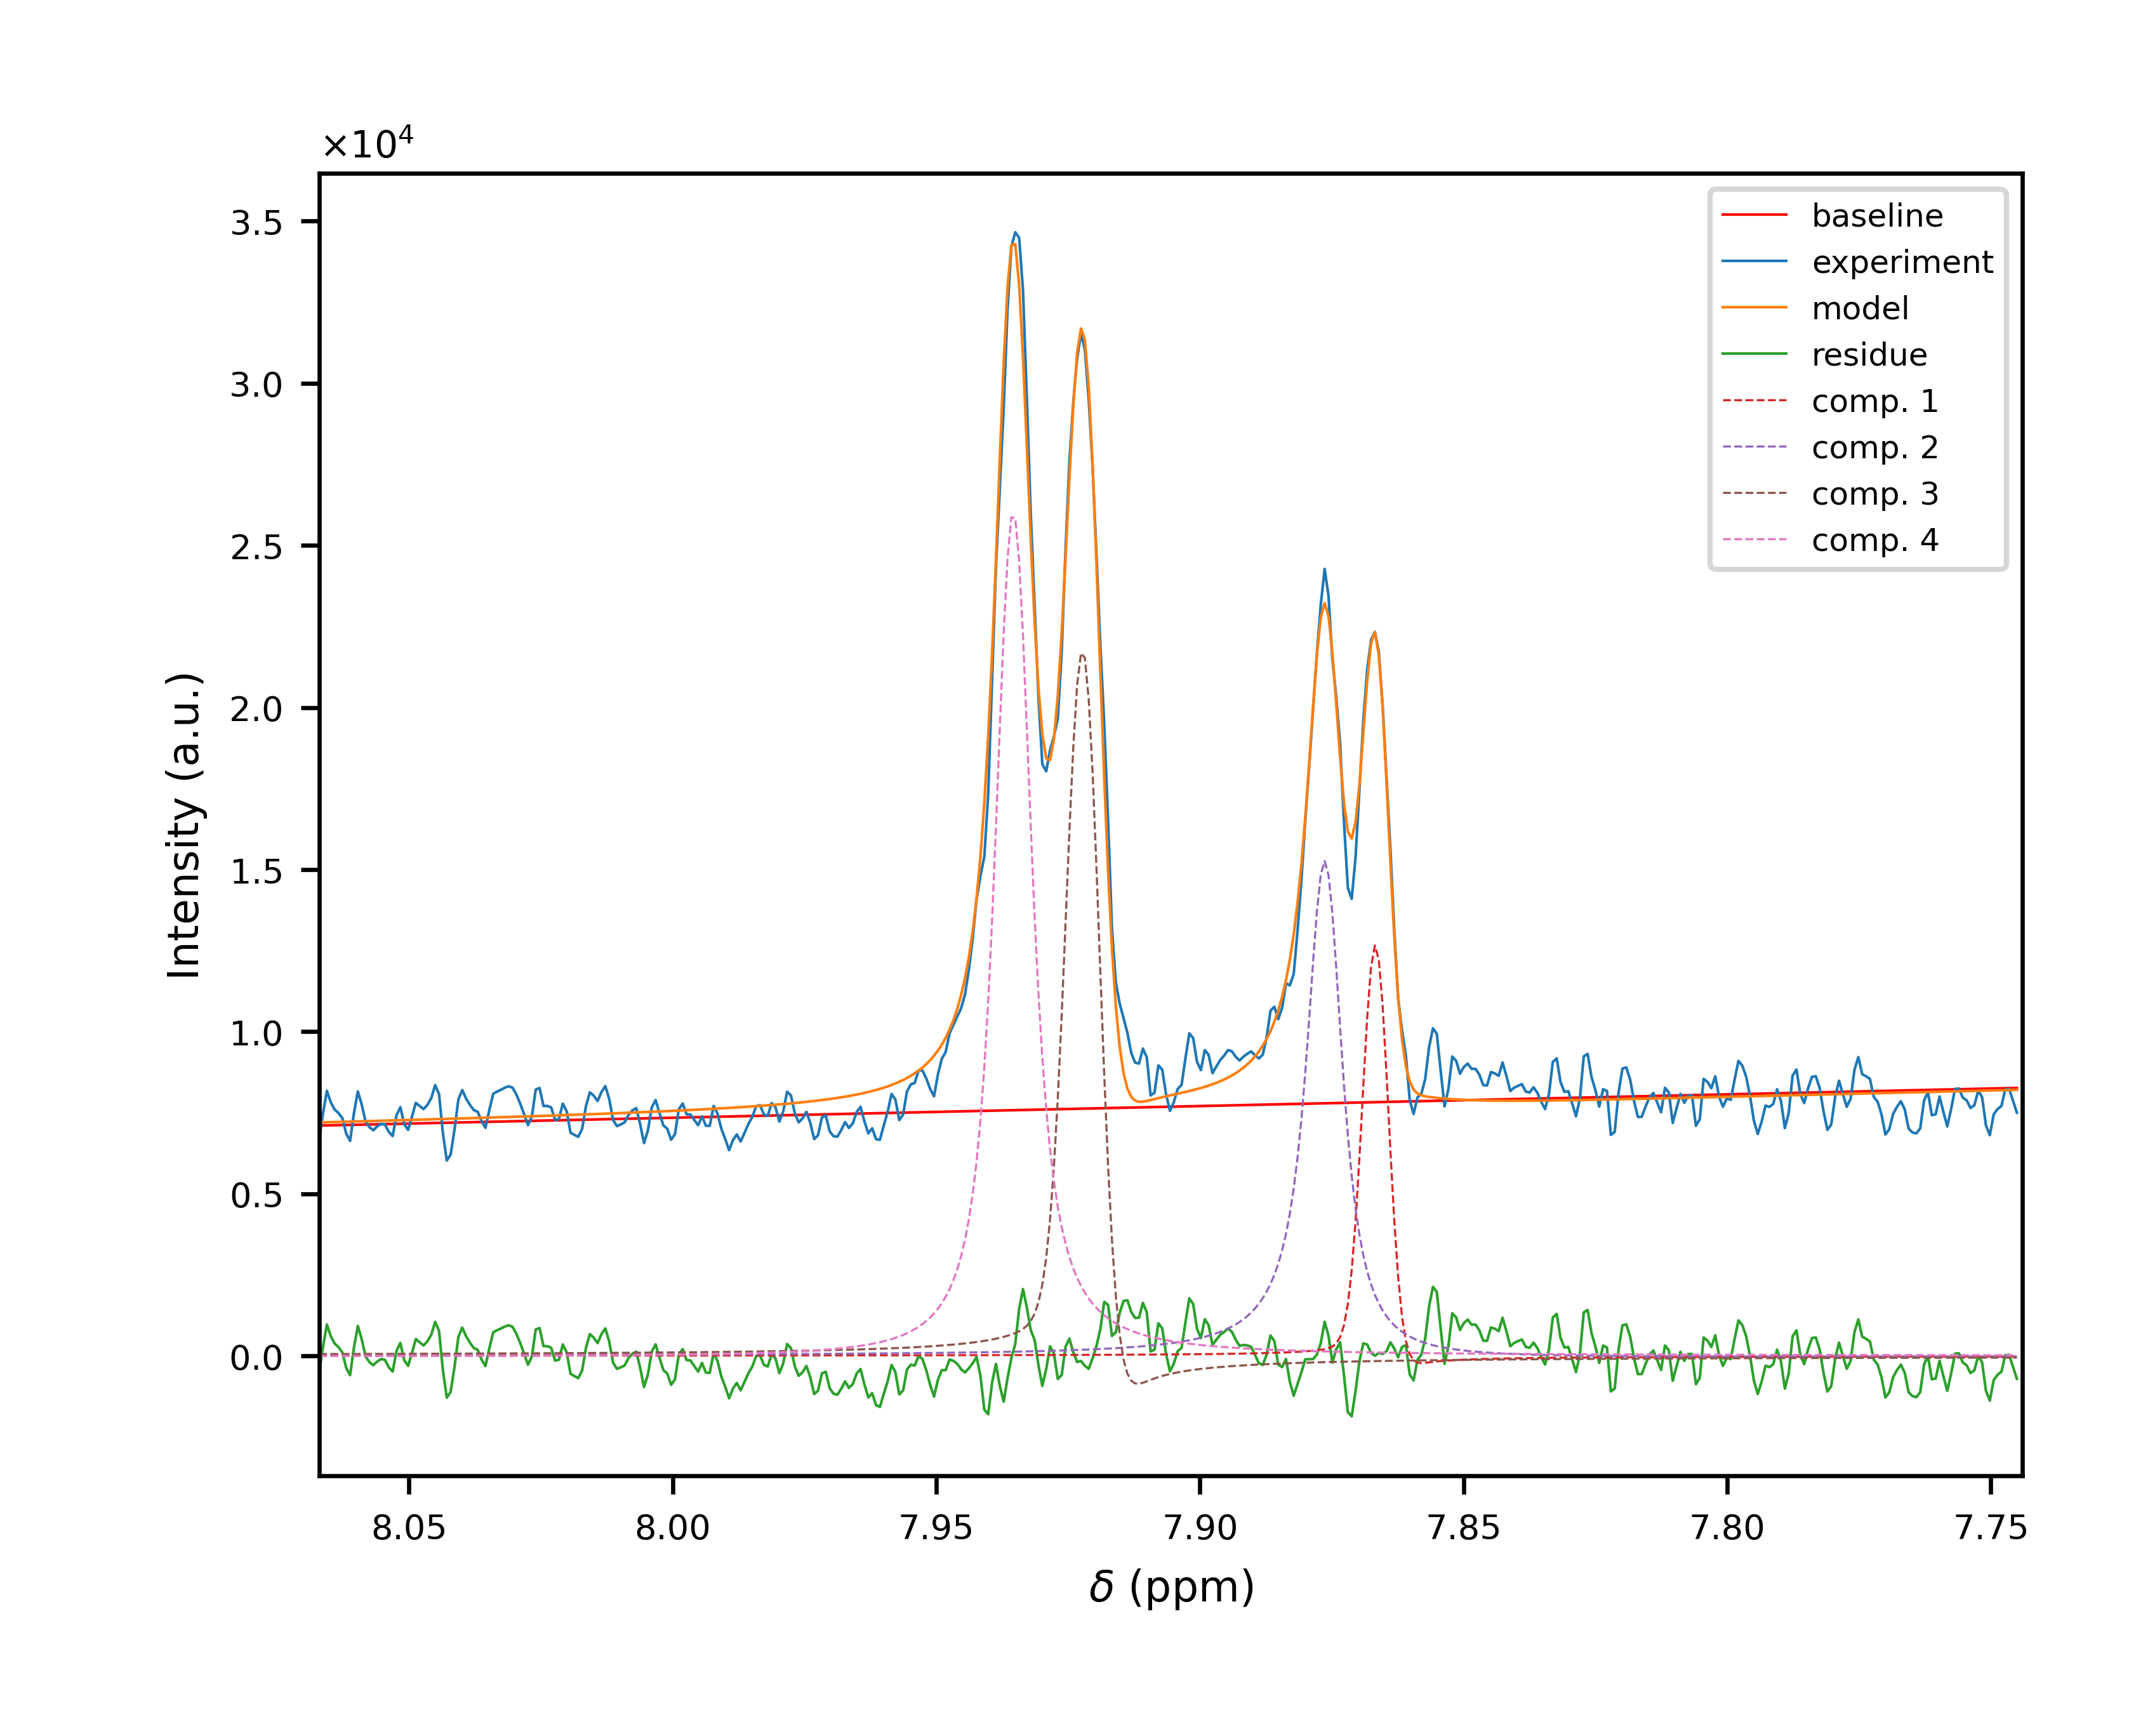 ×10⁴
3.5
3.0
2.5
2.0
1.5
1.0
0.5
0.0
Intensity (a.u.)
baseline
experiment
model
residue
comp. 1
comp. 2
comp. 3
comp. 4
8.05 8.00 7.95 7.90 7.85 7.80 7.75
δ (ppm)